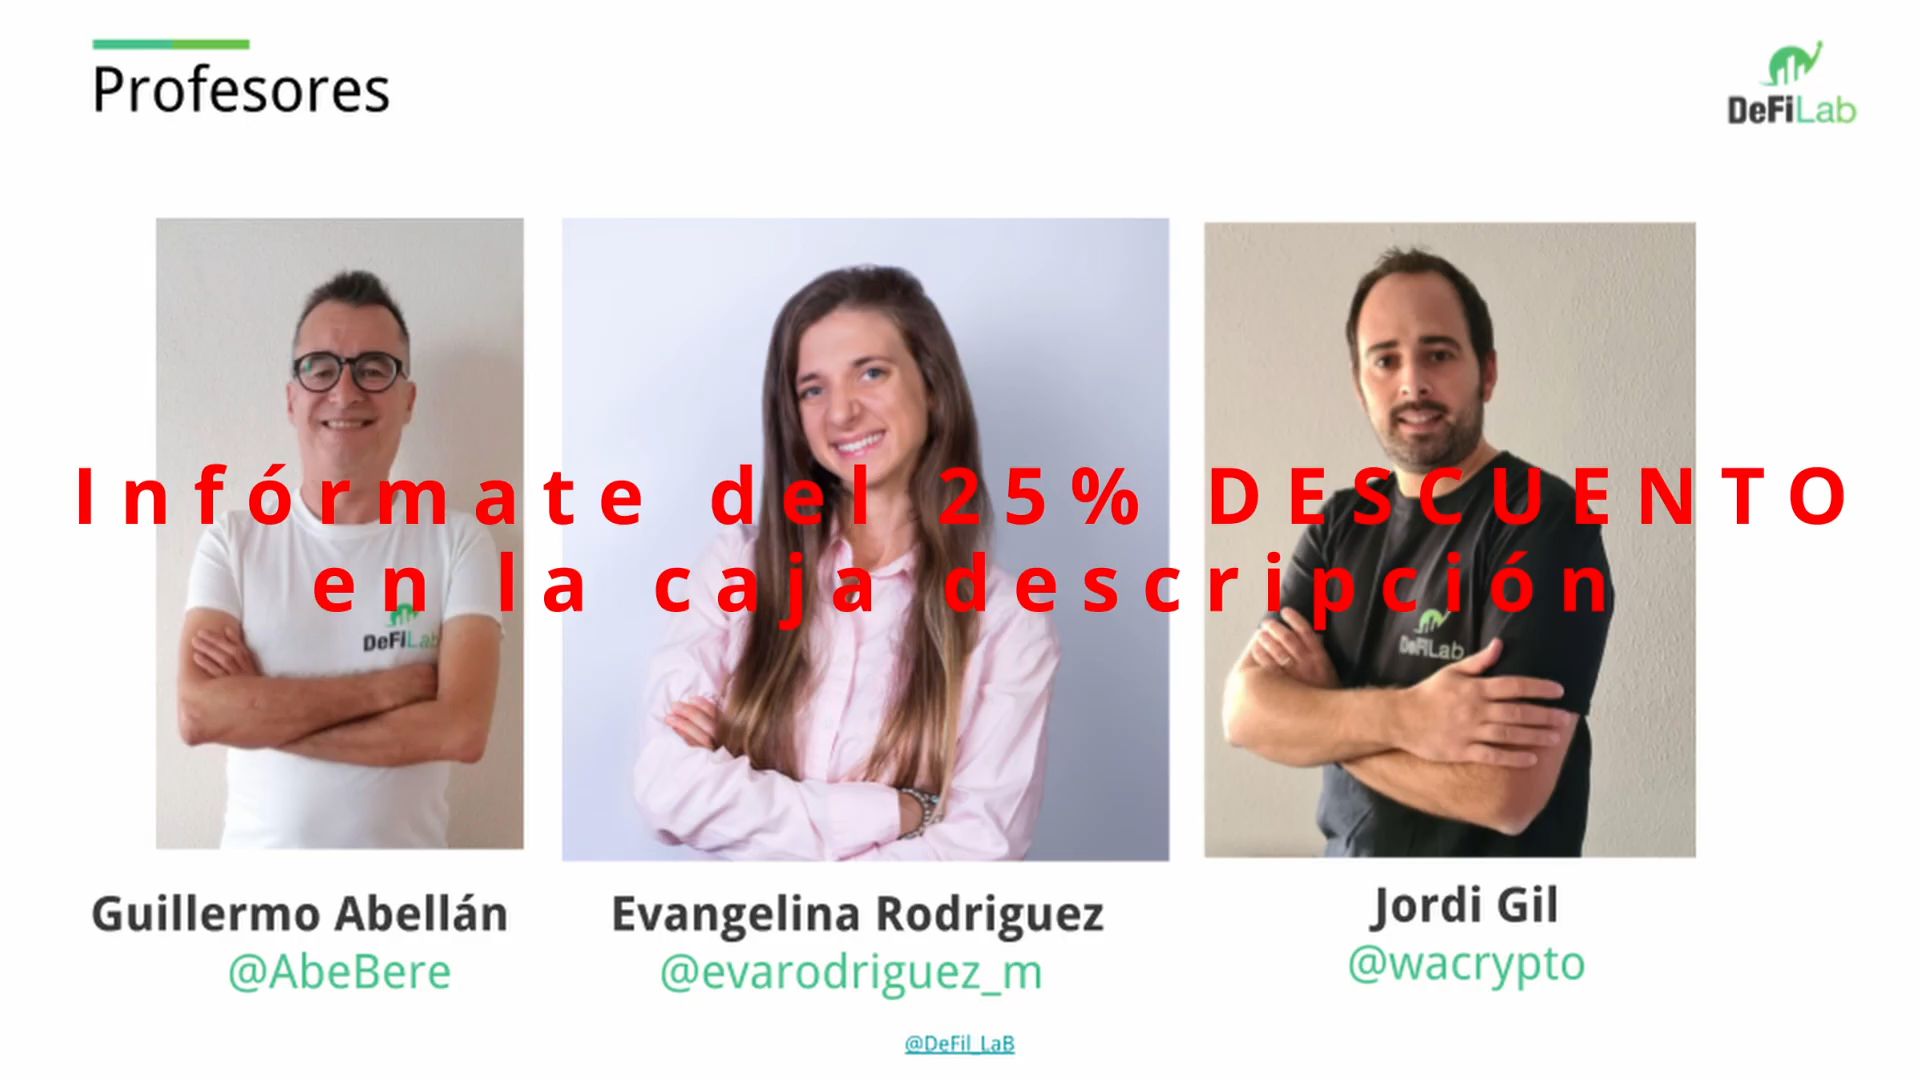 Profesores
DeFiLab
Infórmate del 25% DESCUENTO
en la caja descripción
DeFiLab
DeFiLab
Guillermo Abellán
@AbeBere
Evangelina Rodriguez
@evarodriguez_m
Jordi Gil
@wacrypto
@DeFil_LaB